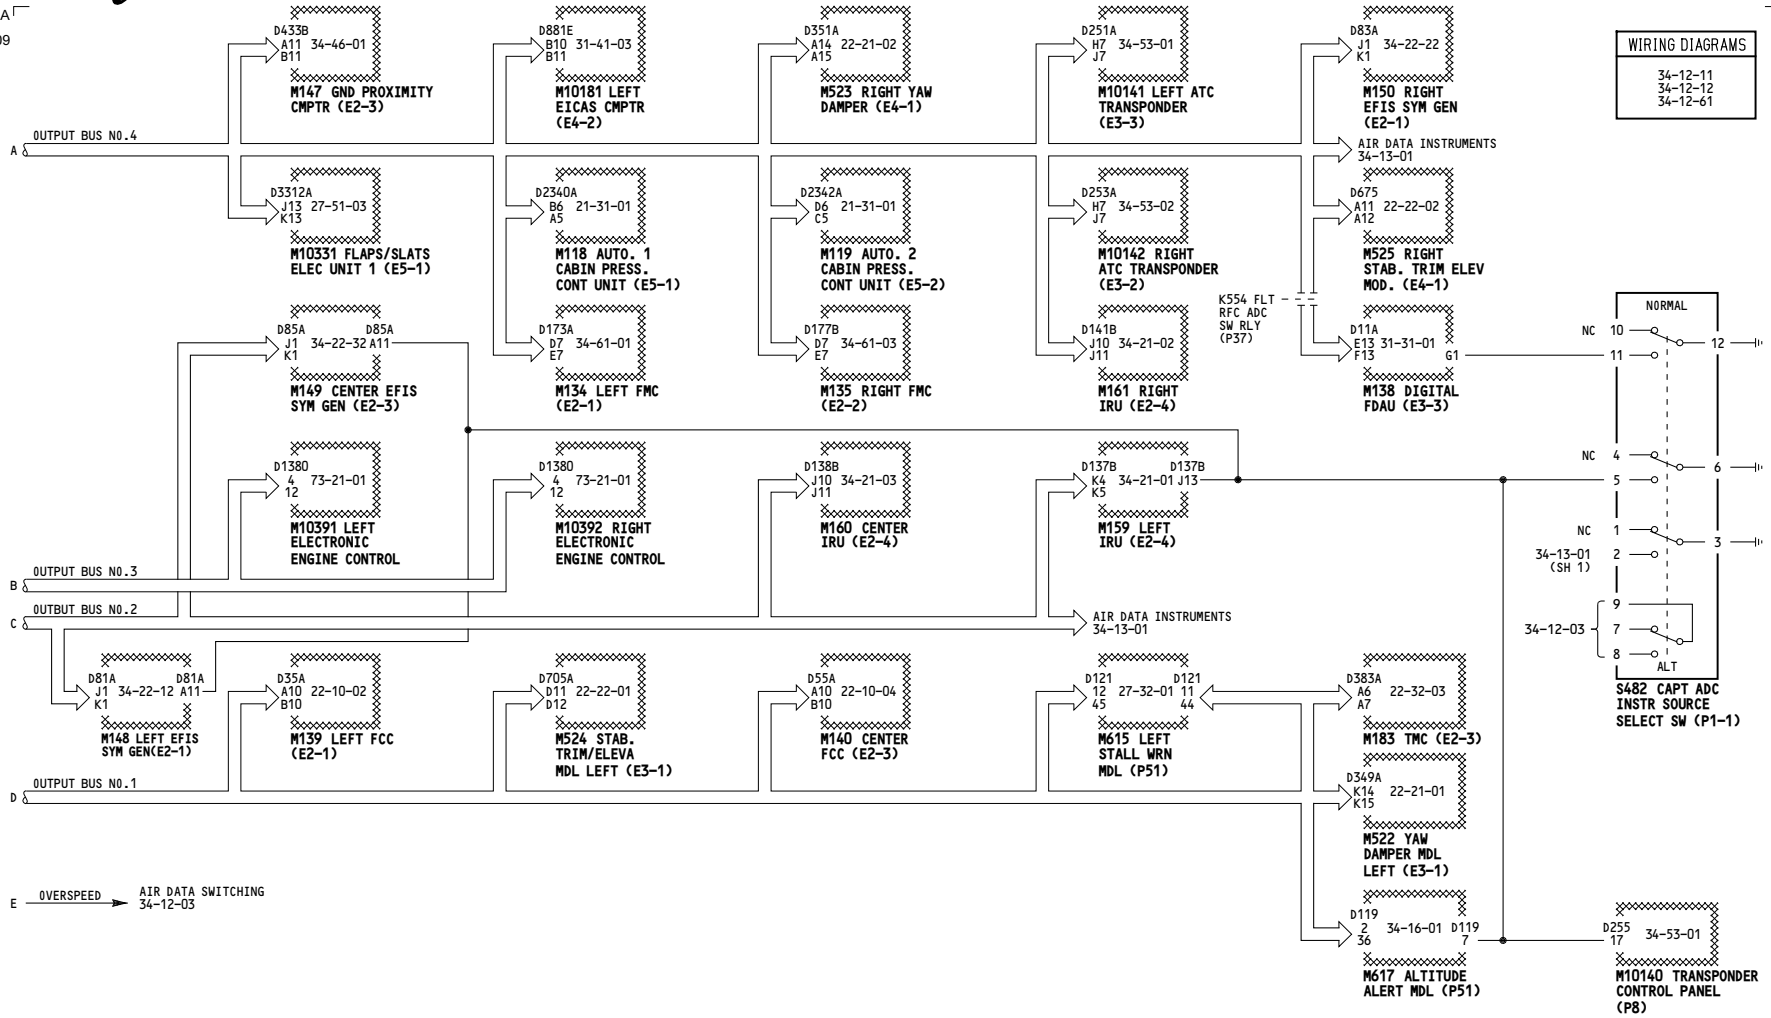 A
09
D433B
A11 34-46-01
B11
M147 GND PROXIMITY
CMPTR (E2-3)
D881E
B10 31-41-03
B11
M10181 LEFT
EICAS CMPTR
(E4-2)
D351A
A14 22-21-02
A15
M523 RIGHT YAW
DAMPER (E4-1)
D251A
H7 34-53-01
J7
M10141 LEFT ATC
TRANSPONDER
(E3-3)
D83A
J1 34-22-22
K1
M150 RIGHT
EFIS SYM GEN
(E2-1)
WIRING DIAGRAMS
34-12-11
34-12-12
34-12-61
OUTPUT BUS NO.4
A
AIR DATA INSTRUMENTS
34-13-01
D3312A
J13 27-51-03
K13
M10331 FLAPS/SLATS
ELEC UNIT 1 (E5-1)
D2340A
B6 21-31-01
A5
M118 AUTO. 1
CABIN PRESS.
CONT UNIT (E5-1)
D2342A
D6 21-31-01
C5
M119 AUTO. 2
CABIN PRESS.
CONT UNIT (E5-2)
D253A
H7 34-53-02
J7
M10142 RIGHT
ATC TRANSPONDER
(E3-2)
D675
A11 22-22-02
A12
M525 RIGHT
STAB. TRIM ELEV
MOD. (E4-1)
K554 FLT
RFC ADC
SW RLY
(P37)
D85A D85A
J1 34-22-32 A11
K1
M149 CENTER EFIS
SYM GEN (E2-3)
D173A
D7 34-61-01
E7
M134 LEFT FMC
(E2-1)
D177B
D7 34-61-03
E7
M135 RIGHT FMC
(E2-2)
D141B
J10 34-21-02
J11
M161 RIGHT
IRU (E2-4)
D11A
E13 31-31-01
F13 G1
M138 DIGITAL
FDAU (E3-3)
NORMAL
NC 10
12
11
NC 4
6
5
NC 1
3
34-13-01 2
(SH 1)
9
34-12-03 7
8
ALT
S482 CAPT ADC
INSTR SOURCE
SELECT SW (P1-1)
D1380
4 73-21-01
12
M10391 LEFT
ELECTRONIC
ENGINE CONTROL
D1380
4 73-21-01
12
M10392 RIGHT
ELECTRONIC
ENGINE CONTROL
D138B
J10 34-21-03
J11
M160 CENTER
IRU (E2-4)
D137B D137B
K4 34-21-01 J13
K5
M159 LEFT
IRU (E2-4)
OUTPUT BUS NO.3
B
OUTBUT BUS NO.2
C
AIR DATA INSTRUMENTS
34-13-01
D81A D81A
J1 34-22-12 A11
K1
M148 LEFT EFIS
SYM GEN(E2-1)
D35A
A10 22-10-02
B10
M139 LEFT FCC
(E2-1)
D705A
D11 22-22-01
D12
M524 STAB.
TRIM/ELEVA
MDL LEFT (E3-1)
D55A
A10 22-10-04
B10
M140 CENTER
FCC (E2-3)
D121 D121
12 27-32-01 11
45 44
M615 LEFT
STALL WRN
MDL (P51)
D383A
A6 22-32-03
A7
M183 TMC (E2-3)
OUTPUT BUS NO.1
D
D349A
K14 22-21-01
K15
M522 YAW
DAMPER MDL
LEFT (E3-1)
E OVERSPEED AIR DATA SWITCHING
34-12-03
D119 D119
2 34-16-01
36 7
M617 ALTITUDE
ALERT MDL (P51)
D255
17 34-53-01
M10140 TRANSPONDER
CONTROL PANEL
(P8)